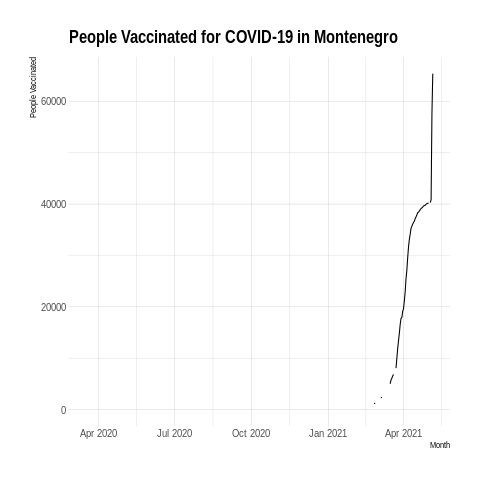 People Vaccinated for COVID-19 in Montenegro
People Vaccinated
60000
40000
20000
0
Apr 2020 Jul 2020 Oct 2020 Jan 2021 Apr 2021
Month